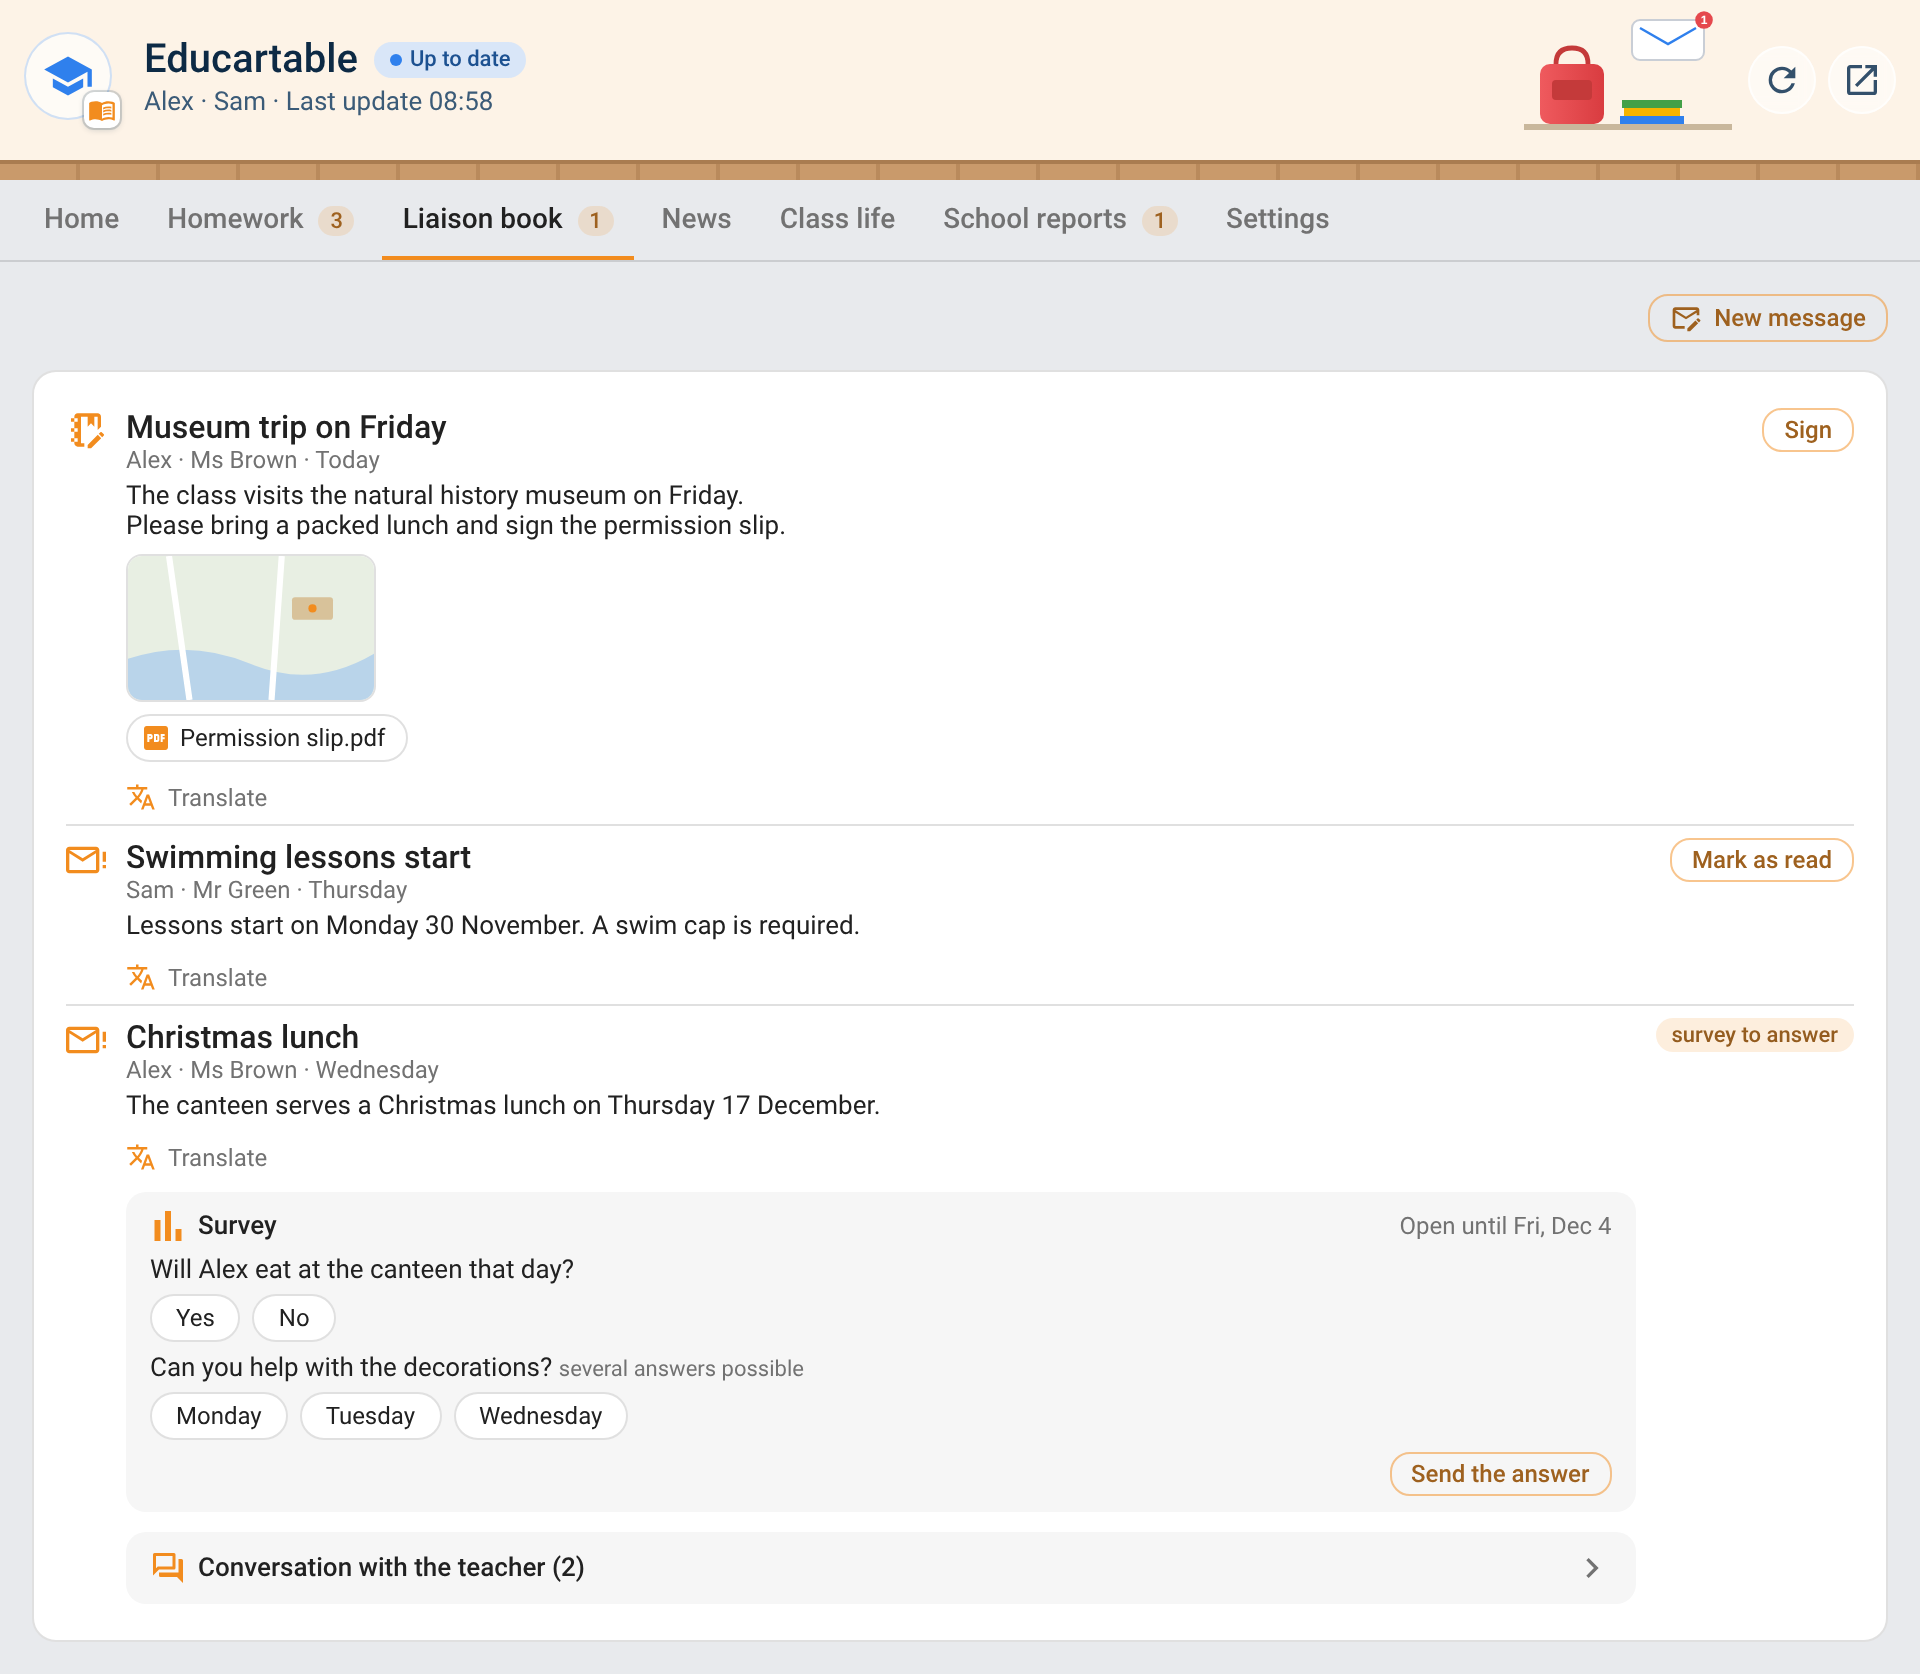 Educartable
Up to date
Alex · Sam · Last update 08:58
1
Home
Homework 3
Liaison book 1
News
Class life
School reports 1
Settings
New message
Museum trip on Friday
Sign
Alex · Ms Brown · Today
The class visits the natural history museum on Friday.
Please bring a packed lunch and sign the permission slip.
PDF Permission slip.pdf
Translate
Swimming lessons start
Mark as read
Sam · Mr Green · Thursday
Lessons start on Monday 30 November. A swim cap is required.
Translate
Christmas lunch
survey to answer
Alex · Ms Brown · Wednesday
The canteen serves a Christmas lunch on Thursday 17 December.
Translate
Survey
Open until Fri, Dec 4
Will Alex eat at the canteen that day?
Yes
No
Can you help with the decorations? several answers possible
Monday
Tuesday
Wednesday
Send the answer
Conversation with the teacher (2)